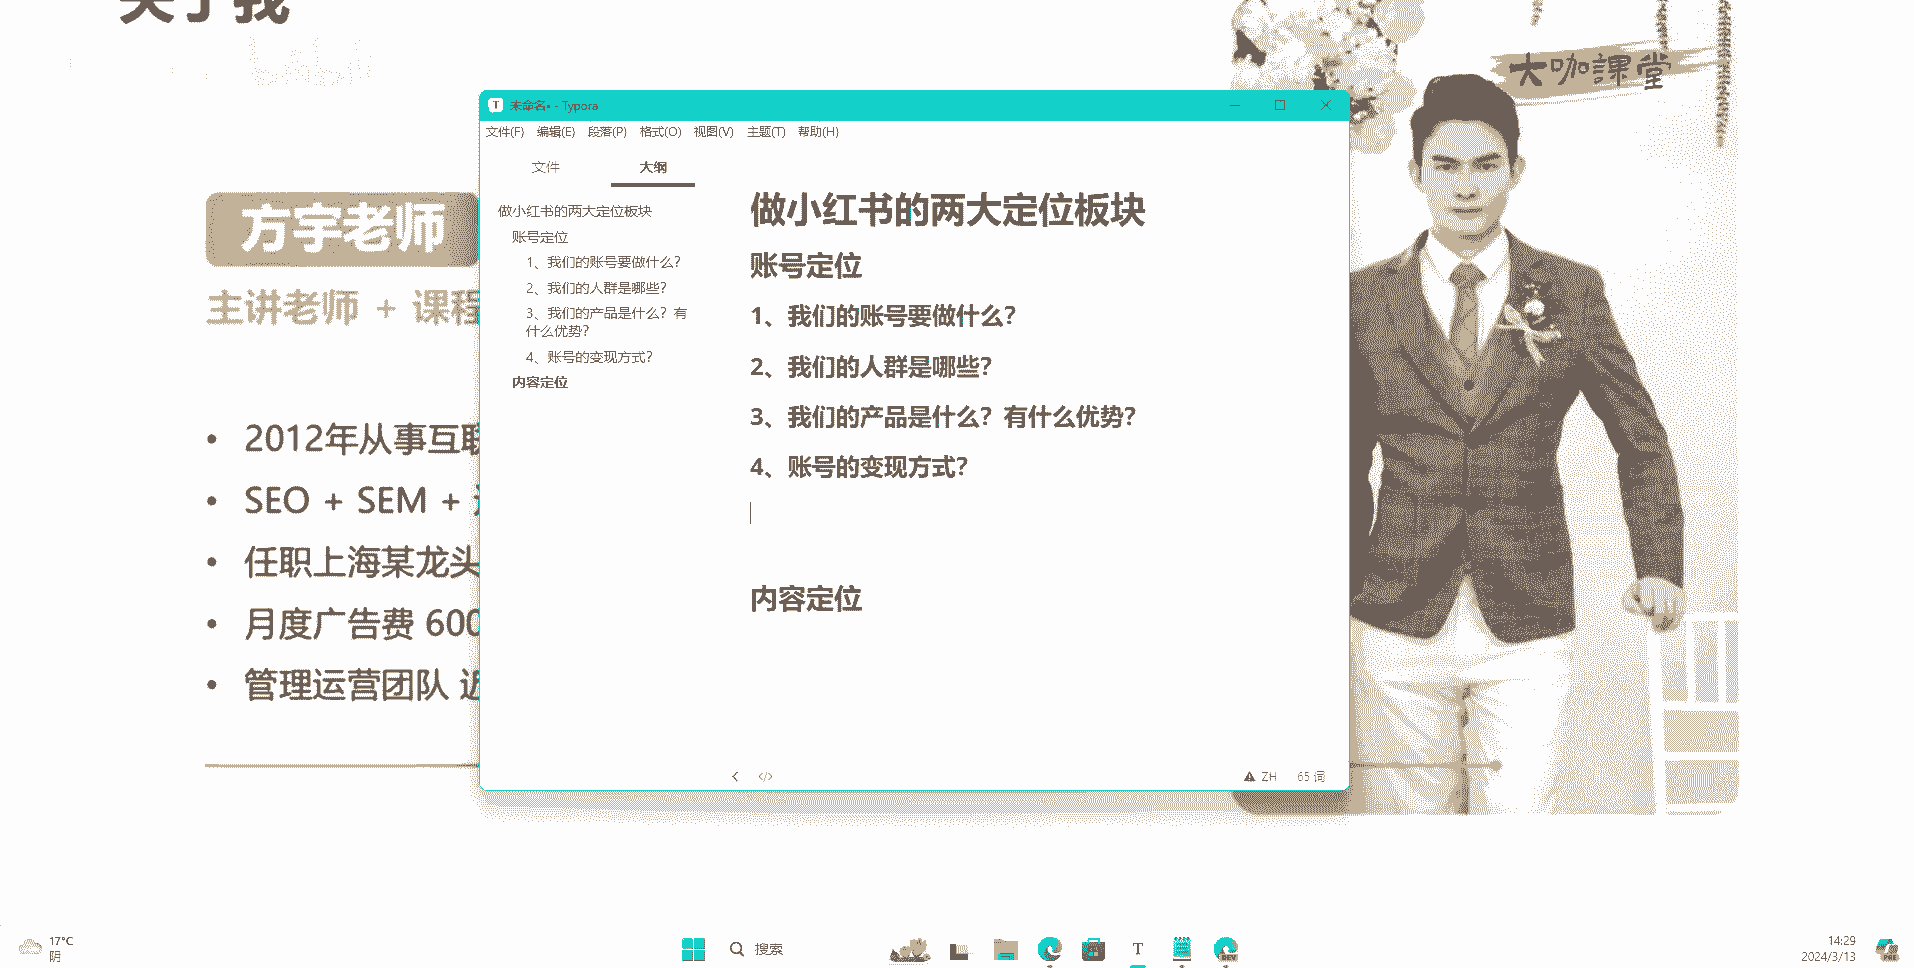 关于我
bilibili
大咖課堂
方宇老师
主讲老师 + 课程
2012年从事互联
SEO + SEM +
任职上海某龙头
月度广告费 600
管理运营团队 近
未命名• - Typora
文件(F) 编辑(E) 段落(P) 格式(O) 视图(V) 主题(T) 帮助(H)
文件 大纲
做小红书的两大定位板块
账号定位
1、我们的账号要做什么？
2、我们的人群是哪些？
3、我们的产品是什么？有
什么优势？
4、账号的变现方式？
内容定位
做小红书的两大定位板块
账号定位
1、我们的账号要做什么？
2、我们的人群是哪些？
3、我们的产品是什么？有什么优势？
4、账号的变现方式？
内容定位
ZH 65 词
17°C
阴
搜索
14:29
2024/3/13